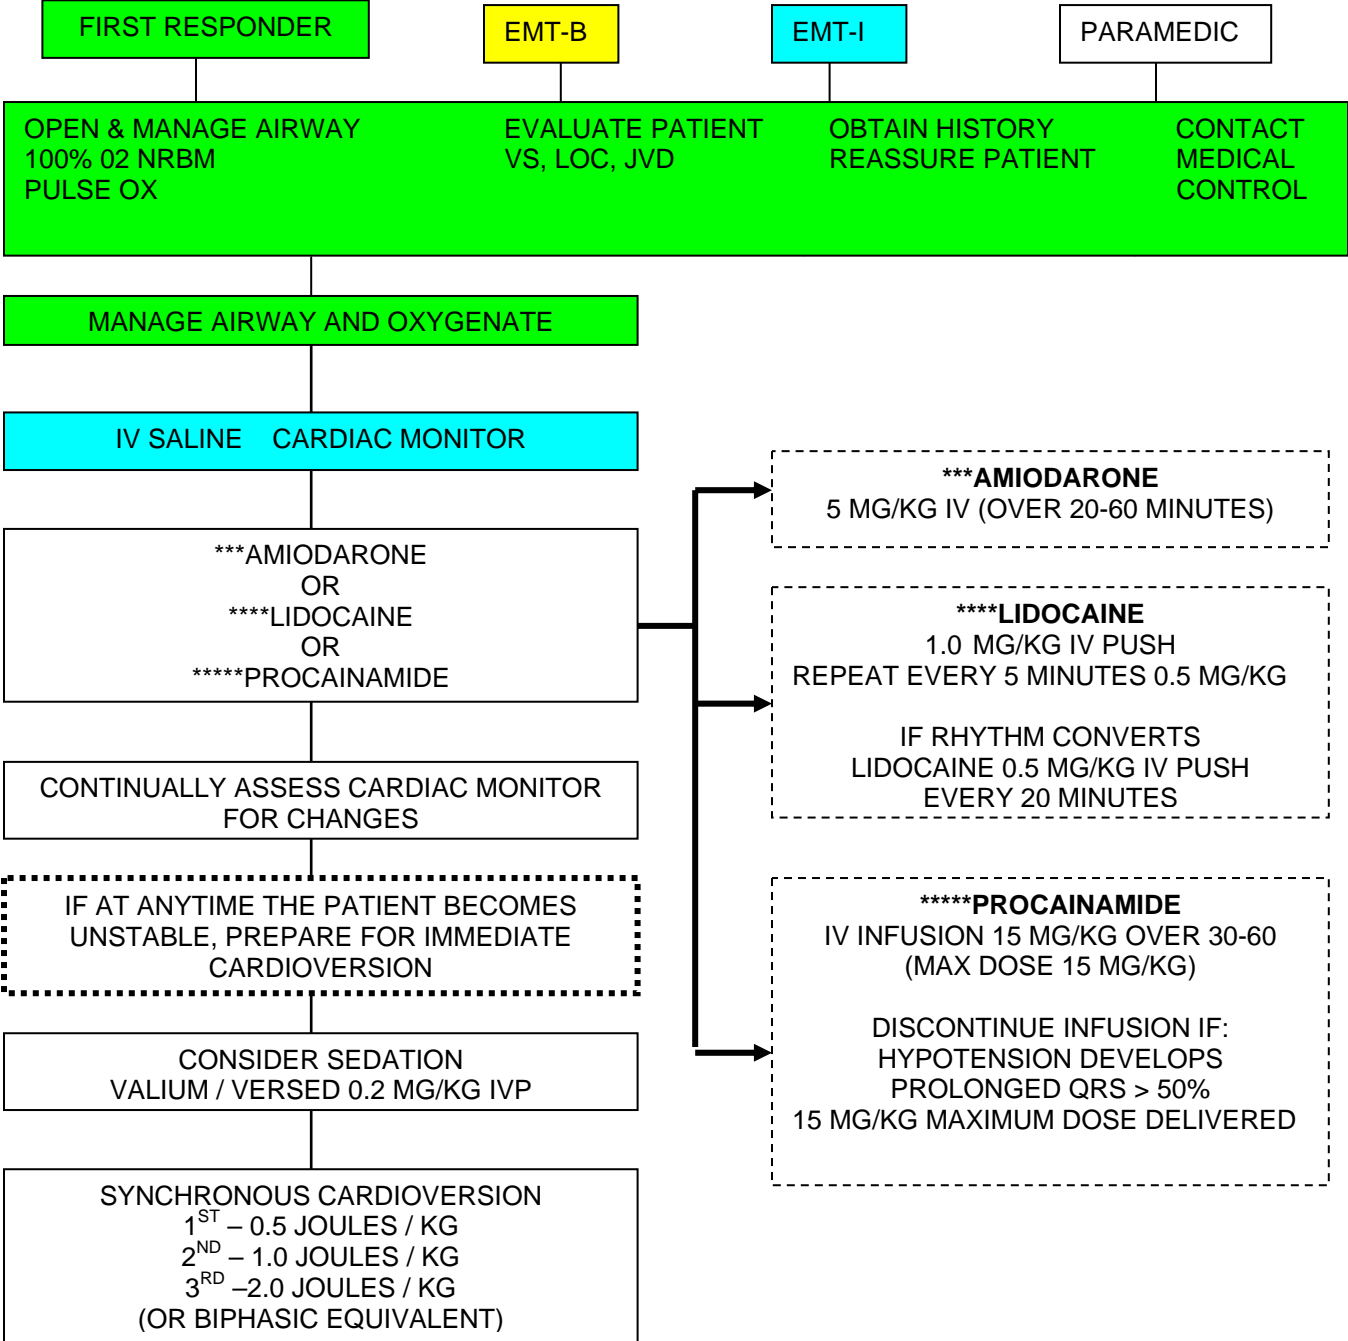 FIRST RESPONDER
EMT-B
EMT-I
PARAMEDIC
OPEN & MANAGE AIRWAY
100% 02 NRBM
PULSE OX
EVALUATE PATIENT
VS, LOC, JVD
OBTAIN HISTORY
REASSURE PATIENT
CONTACT
MEDICAL
CONTROL
MANAGE AIRWAY AND OXYGENATE
IV SALINE CARDIAC MONITOR
***AMIODARONE
OR
****LIDOCAINE
OR
*****PROCAINAMIDE
CONTINUALLY ASSESS CARDIAC MONITOR
FOR CHANGES
IF AT ANYTIME THE PATIENT BECOMES
UNSTABLE, PREPARE FOR IMMEDIATE
CARDIOVERSION
CONSIDER SEDATION
VALIUM / VERSED 0.2 MG/KG IVP
SYNCHRONOUS CARDIOVERSION
1ST – 0.5 JOULES / KG
2ND – 1.0 JOULES / KG
3RD –2.0 JOULES / KG
(OR BIPHASIC EQUIVALENT)
***AMIODARONE
5 MG/KG IV (OVER 20-60 MINUTES)
****LIDOCAINE
1.0 MG/KG IV PUSH
REPEAT EVERY 5 MINUTES 0.5 MG/KG
IF RHYTHM CONVERTS
LIDOCAINE 0.5 MG/KG IV PUSH
EVERY 20 MINUTES
*****PROCAINAMIDE
IV INFUSION 15 MG/KG OVER 30-60
(MAX DOSE 15 MG/KG)
DISCONTINUE INFUSION IF:
HYPOTENSION DEVELOPS
PROLONGED QRS > 50%
15 MG/KG MAXIMUM DOSE DELIVERED